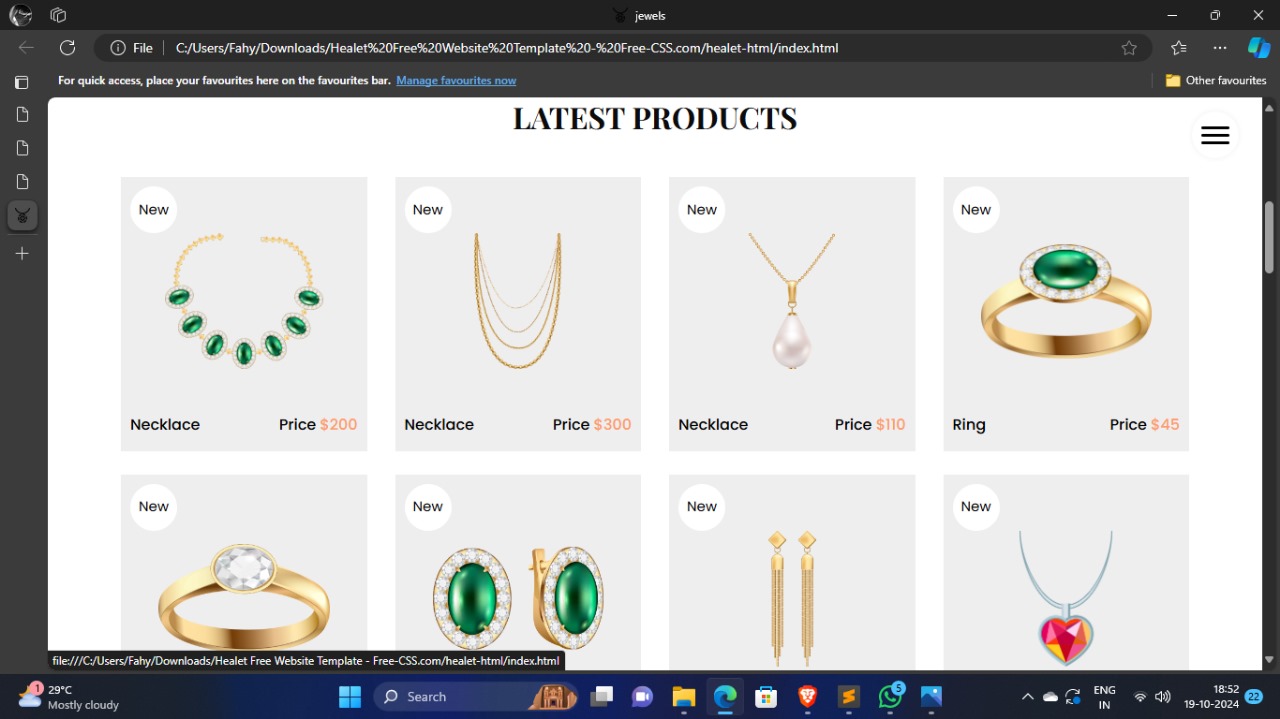 jewels
File
C:/Users/Fahy/Downloads/Healet%20Free%20Website%20Template%20-%20Free-CSS.com/healet-html/index.html
For quick access, place your favourites here on the favourites bar. Manage favourites now
Other favourites
LATEST PRODUCTS
New
New
New
New
Necklace
Price $200
Necklace
Price $300
Necklace
Price $110
Ring
Price $45
New
New
New
New
file:///C:/Users/Fahy/Downloads/Healet Free Website Template - Free-CSS.com/healet-html/index.html
1
29°C
Mostly cloudy
Search
5
ENG
IN
18:52
19-10-2024
22